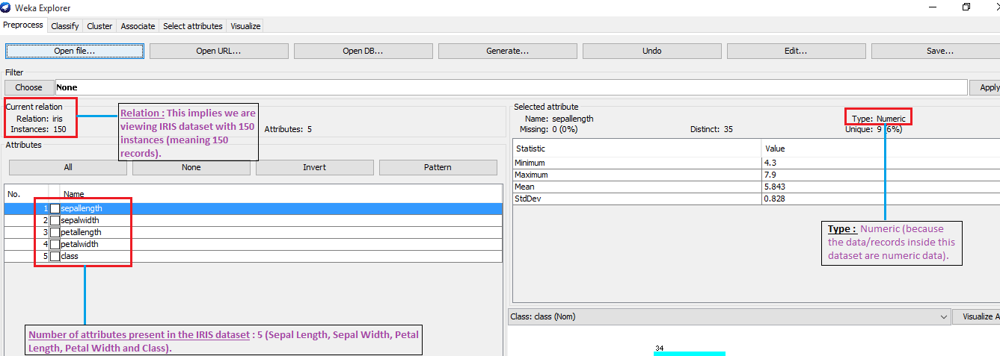 Weka Explorer
Preprocess Classify Cluster Associate Select attributes Visualize
Open file... Open URL... Open DB... Generate... Undo Edit... Save...
Filter
Choose None Apply
Current relation
Relation: iris
Instances: 150
Attributes: 5
Relation : This implies we are
viewing IRIS dataset with 150
instances (meaning 150
records).
Selected attribute
Name: sepallength Type: Numeric
Missing: 0 (0%) Distinct: 35 Unique: 9 (6%)
Attributes
All None Invert Pattern
No. Name
1 sepallength
2 sepalwidth
3 petallength
4 petalwidth
5 class
Statistic Value
Minimum 4.3
Maximum 7.9
Mean 5.843
StdDev 0.828
Type : Numeric (because
the data/records inside this
dataset are numeric data).
Number of attributes present in the IRIS dataset : 5 (Sepal Length, Sepal Width, Petal
Length, Petal Width and Class).
Class: class (Nom) Visualize A
34